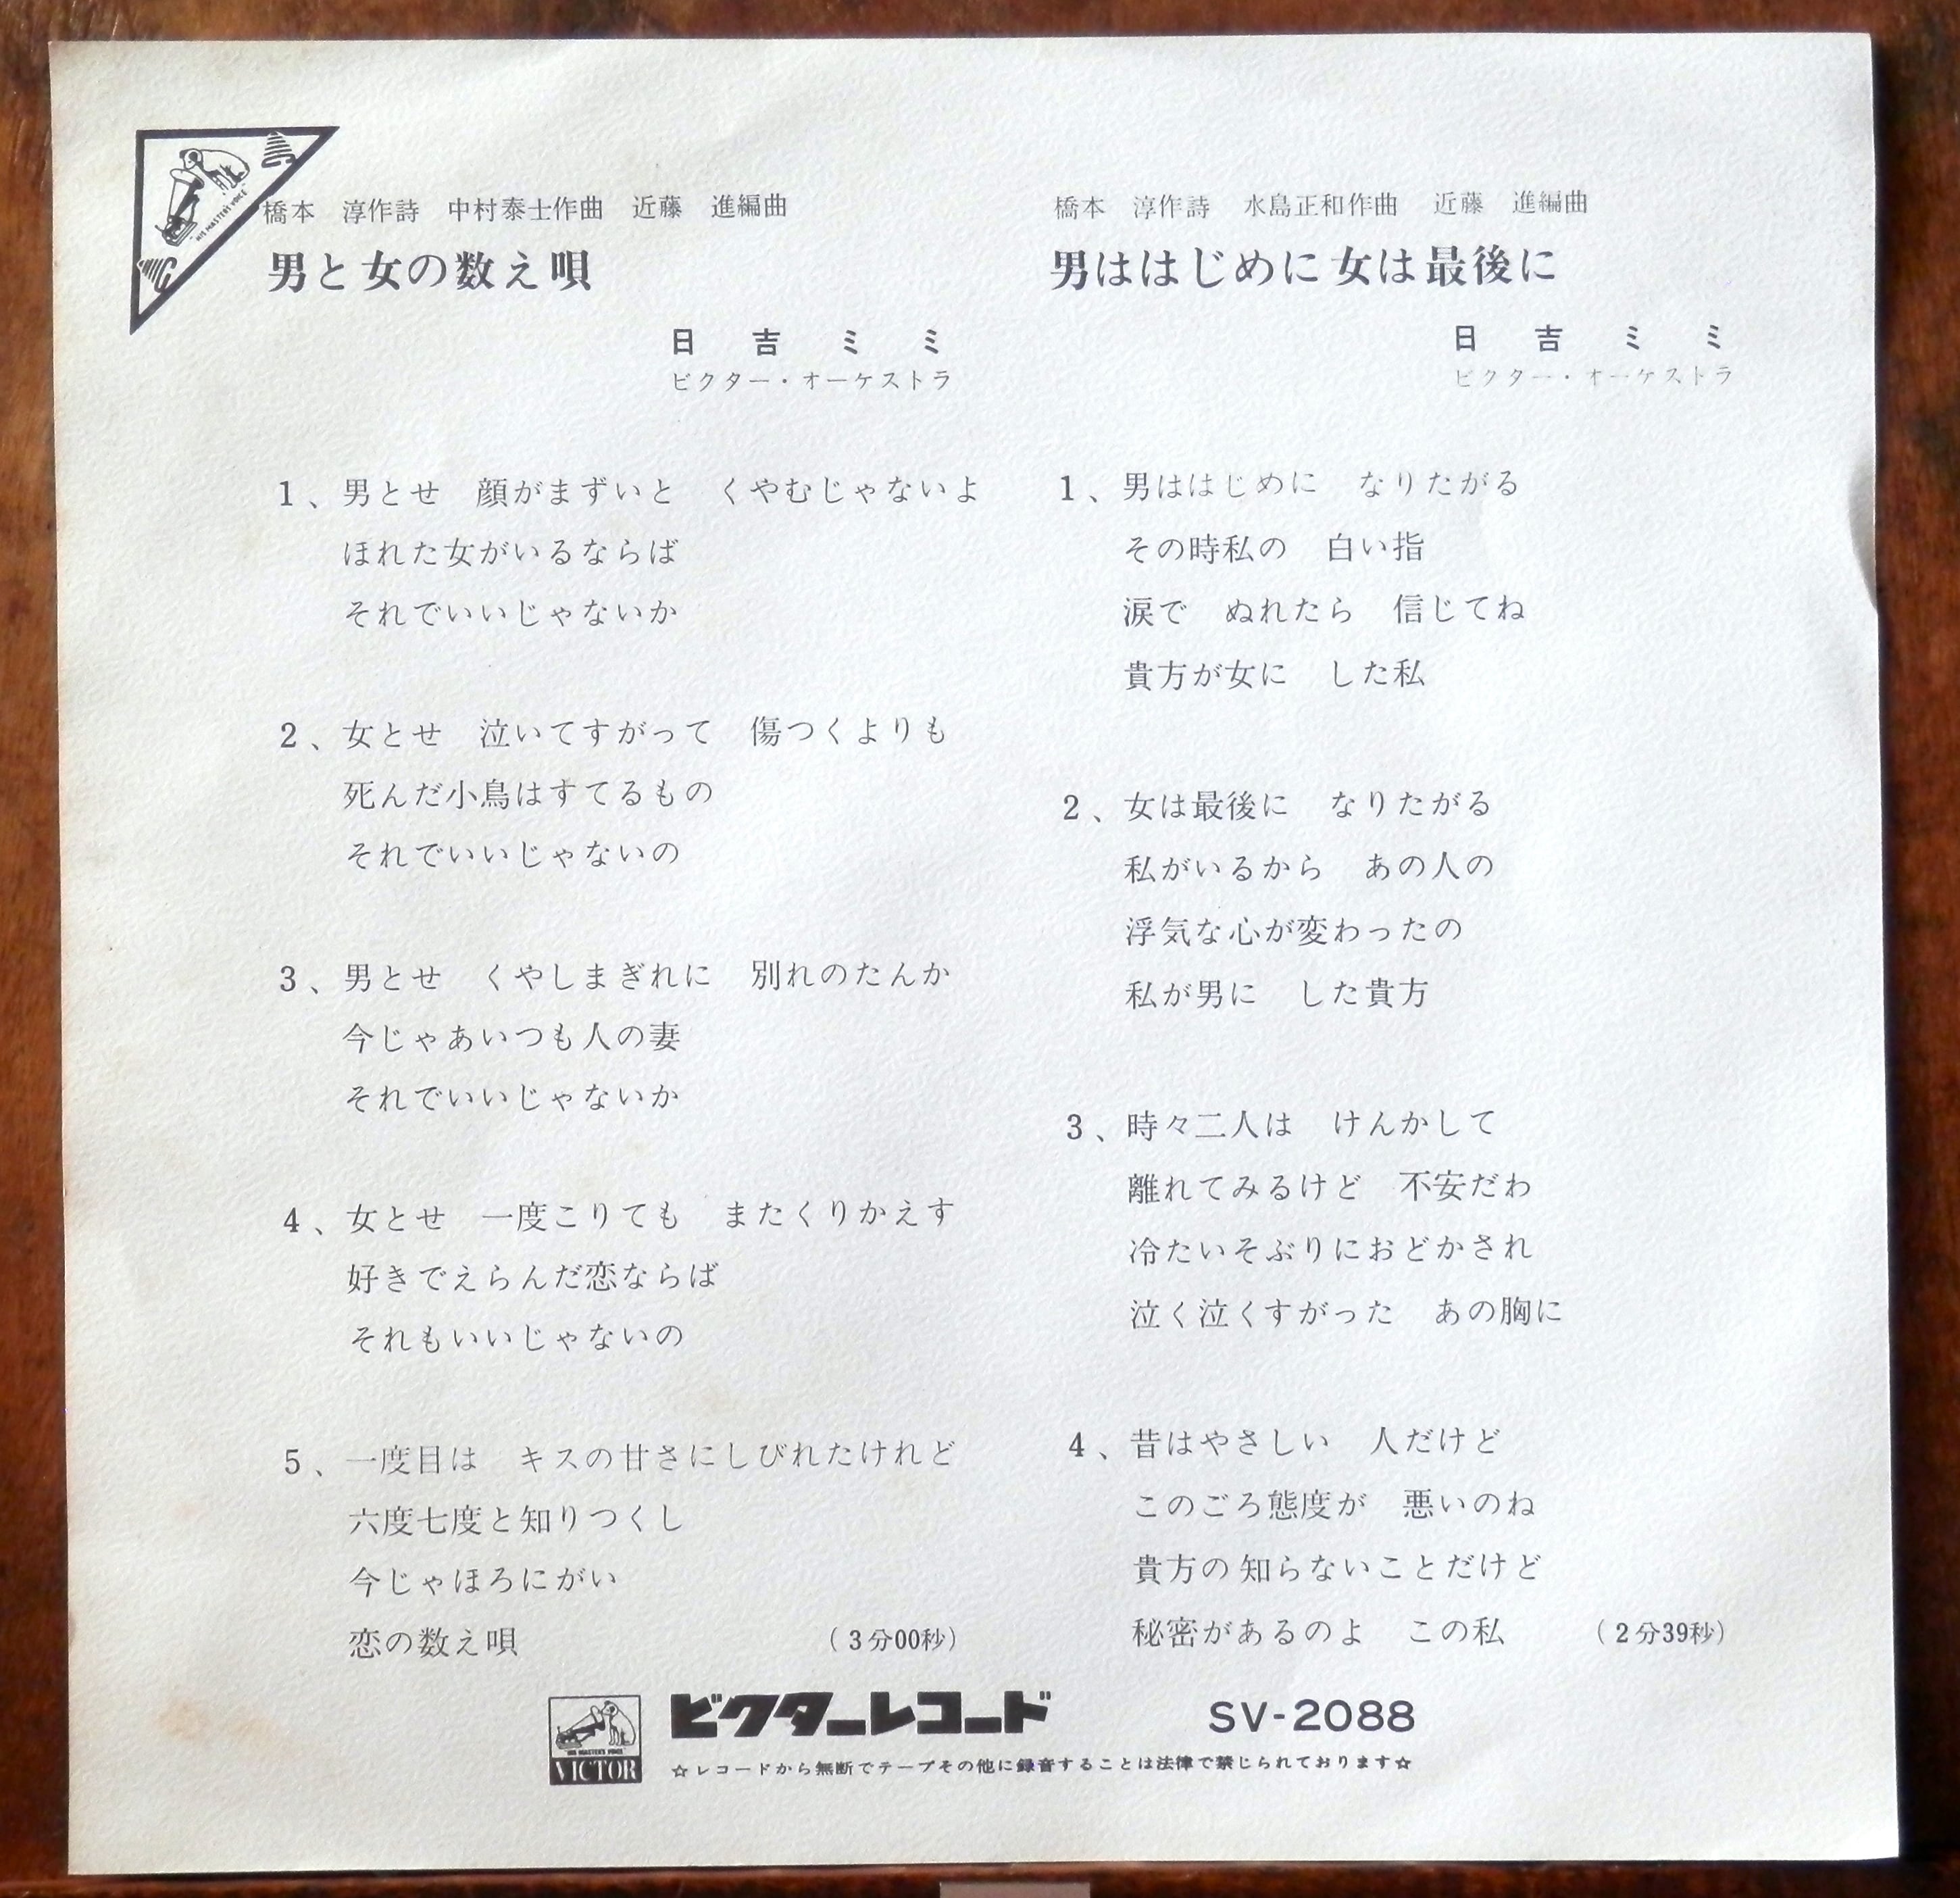 "HIS MASTER'S VOICE"
橋本　淳作詩　中村泰士作曲　近藤　進編曲
男と女の数え唄
日吉ミミ
ビクター・オーケストラ
1、男とせ　顔がまずいと　くやむじゃないよ
ほれた女がいるならば
それでいいじゃないか
2、女とせ　泣いてすがって　傷つくよりも
死んだ小鳥はすてるもの
それでいいじゃないの
3、男とせ　くやしまぎれに　別れのたんか
今じゃあいつも人の妻
それでいいじゃないか
4、女とせ　一度こりても　またくりかえす
好きでえらんだ恋ならば
それもいいじゃないの
5、一度目は　キスの甘さにしびれたけれど
六度七度と知りつくし
今じゃほろにがい
恋の数え唄
（3分00秒）
橋本　淳作詩　水島正和作曲　近藤　進編曲
男ははじめに女は最後に
日吉ミミ
ビクター・オーケストラ
1、男ははじめに　なりたがる
その時私の　白い指
涙で　ぬれたら　信じてね
貴方が女に　した私
2、女は最後に　なりたがる
私がいるから　あの人の
浮気な心が変わったの
私が男に　した貴方
3、時々二人は　けんかして
離れてみるけど　不安だわ
冷たいそぶりにおどかされ
泣く泣くすがった　あの胸に
4、昔はやさしい　人だけど
このごろ態度が　悪いのね
貴方の知らないことだけど
秘密があるのよ　この私
（2分39秒）
"HIS MASTER'S VOICE"
VICTOR
ビクターレコード
SV-2088
☆レコードから無断でテープその他に録音することは法律で禁じられております☆